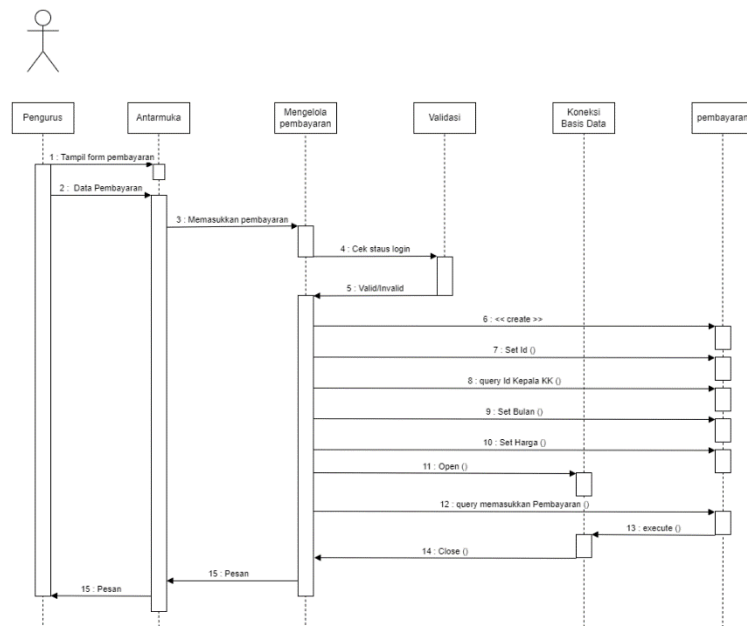 Pengurus
Antarmuka
Mengelola
pembayaran
Validasi
Koneksi
Basis Data
pembayaran
1 : Tampil form pembayaran
2 : Data Pembayaran
3 : Memasukkan pembayaran
4 : Cek staus login
5 : Valid/Invalid
6 : << create >>
7 : Set Id ()
8 : query Id Kepala KK ()
9 : Set Bulan ()
10 : Set Harga ()
11 : Open ()
12 : query memasukkan Pembayaran ()
13 : execute ()
14 : Close ()
15 : Pesan
15 : Pesan